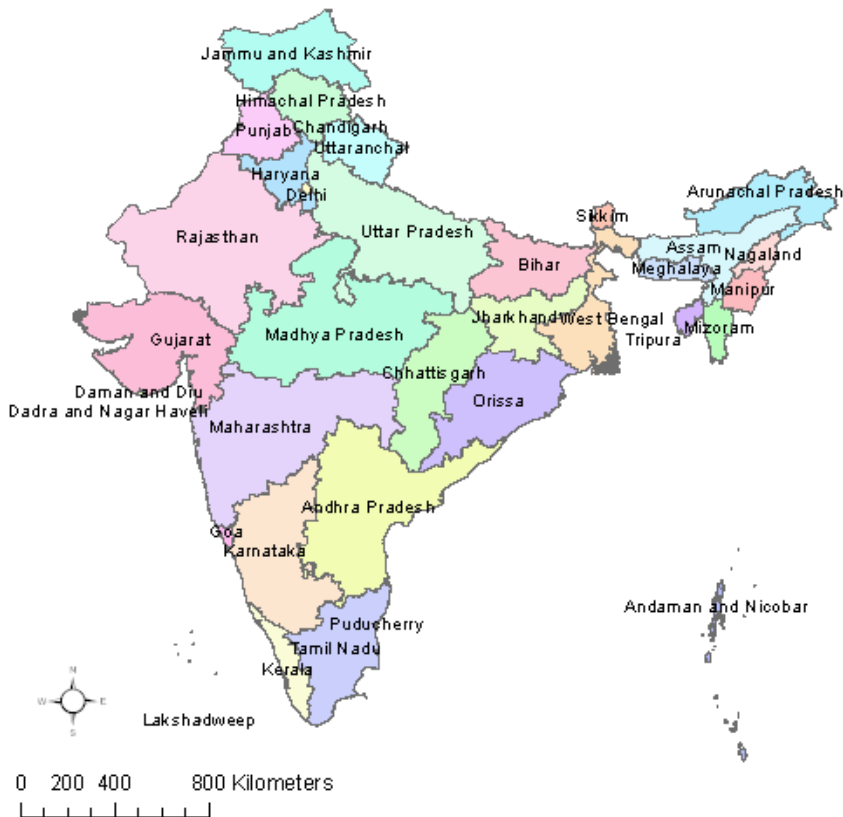 Jammu and Kashmir
Himachal Pradesh
Chandigarh
Punjab
Uttaranchal
Haryana
Delhi
Arunachal Pradesh
Sikkim
Rajasthan
Uttar Pradesh
Assam
Nagaland
Bihar
Meghalaya
Manipur
Jharkhand
West Bengal
Mizoram
Gujarat
Madhya Pradesh
Tripura
Chhattisgarh
Daman and Diu
Orissa
Dadra and Nagar Haveli
Maharashtra
Andhra Pradesh
Goa
Karnataka
Andaman and Nicobar
Puducherry
Tamil Nadu
Kerala
N
W E
S
Lakshadweep
0 200 400 800 Kilometers